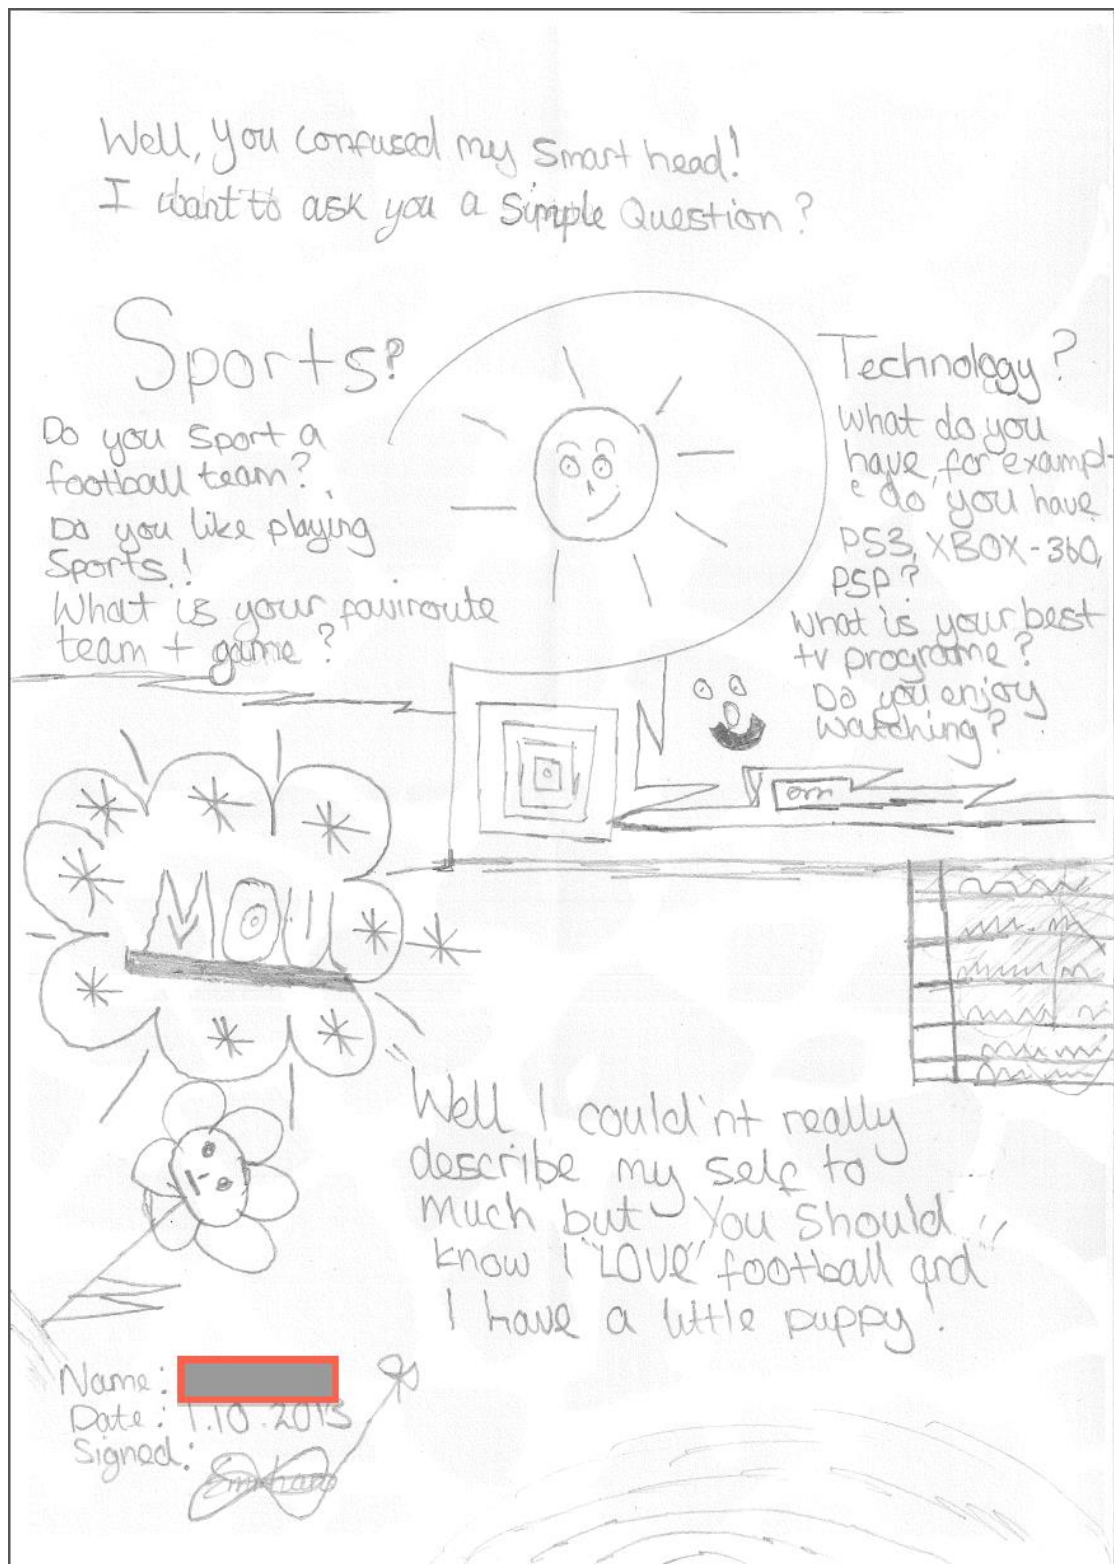 Well, You confused my smart head!
I want to ask you a Simple Question?
Sports?
Do you sport a
football team?
Do you like playing
Sports!
What is your faviroute
team + game?
Technology?
What do you
have, for exampl-
e do you have
PS3, XBOX-360,
PSP?
What is your best
tv programe?
Do you enjoy
watching?
Well I could'nt really
describe my self to
much but You Should
know I "LOVE" football and
I have a little puppy!
Name:
Date: 1.10.2013
Signed: